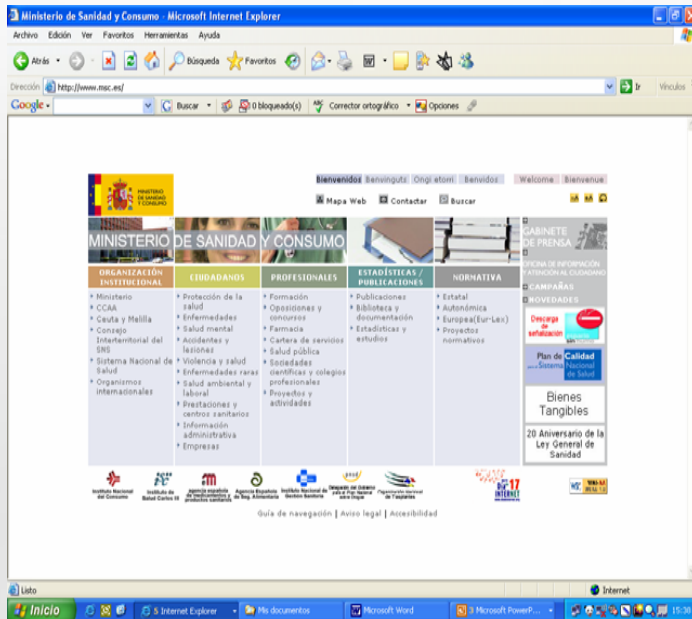 Ministerio de Sanidad y Consumo - Microsoft Internet Explorer
Archivo Edición Ver Favoritos Herramientas Ayuda
Atrás Búsqueda Favoritos
Dirección http://www.msc.es/ Ir Vínculos
Google Buscar 0 bloqueado(s) ABC Corrector ortográfico Opciones
Bienvenidos Benvinguts Ongi etorri Benvidos Welcome Bienvenue
MINISTERIO DE SANIDAD Y CONSUMO
Mapa Web Contactar Buscar
MINISTERIO DE SANIDAD Y CONSUMO
GABINETE DE PRENSA
OFICINA DE INFORMACIÓN Y ATENCIÓN AL CIUDADANO
CAMPAÑAS
NOVEDADES
ORGANIZACIÓN INSTITUCIONAL
Ministerio
CCAA
Ceuta y Melilla
Consejo
Interterritorial del
SNS
Sistema Nacional de
Salud
Organismos
internacionales
CIUDADANOS
Protección de la
salud
Enfermedades
Salud mental
Accidentes y
lesiones
Violencia y salud
Enfermedades raras
Salud ambiental y
laboral
Prestaciones y
centros sanitarios
Información
administrativa
Empresas
PROFESIONALES
Formación
Oposiciones y
concursos
Farmacia
Cartera de servicios
Salud pública
Sociedades
científicas y colegios
profesionales
Proyectos y
actividades
ESTADÍSTICAS /
PUBLICACIONES
Publicaciones
Biblioteca y
documentación
Estadísticas y
estudios
NORMATIVA
Estatal
Autonómica
Europea(Eur-Lex)
Proyectos
normativos
Descarga
de
señalización
Plan de Calidad
Sistema Nacional
de Salud
Bienes
Tangibles
20 Aniversario de la
Ley General de
Sanidad
Instituto Nacional
del Consumo
Instituto de
Salud Carlos III
agencia española
de medicamentos y
productos sanitarios
Agencia Española
de Seg. Alimentaria
Instituto Nacional de
Gestión Sanitaria
Delegación del Gobierno
para el Plan Nacional
sobre Drogas
Organización Nacional
de Trasplantes
17
INTERNET
W3C
Guía de navegación | Aviso legal | Accesibilidad
Listo Internet
Inicio 5 Internet Explorer Mis documentos Microsoft Word 3 Microsoft PowerP... 15:38